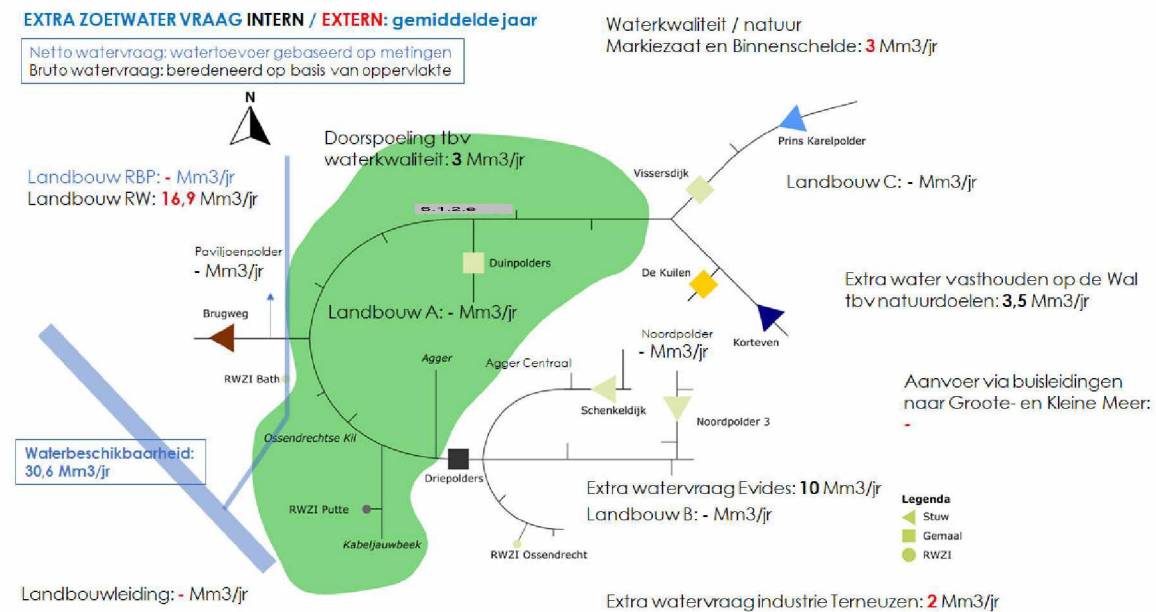 EXTRA ZOETWATER VRAAG INTERN / EXTERN: gemiddelde jaar
Netto watervraag: watertoevoer gebaseerd op metingen
Bruto watervraag: beredeneerd op basis van oppervlakte
Waterkwaliteit / natuur
Markiezaat en Binnenschelde: 3 Mm3/jr
N
Doorspoeling tbv
waterkwaliteit: 3 Mm3/jr
Prins Karelpolder
Vissersdijk
Landbouw RBP: - Mm3/jr
Landbouw RW: 16,9 Mm3/jr
Landbouw C: - Mm3/jr
5.1.2.e
Paviljoenpolder
- Mm3/jr
Duinpolders
De Kuilen
Extra water vasthouden op de Wal
tbv natuurdoelen: 3,5 Mm3/jr
Brugweg
Landbouw A: - Mm3/jr
Korteven
Noordpolder
- Mm3/jr
Agger
Agger Centraal
RWZI Bath
Schenkeldijk
Noordpolder 3
Aanvoer via buisleidingen
naar Groote- en Kleine Meer:
-
Ossendrechtse Kil
Waterbeschikbaarheid:
30,6 Mm3/jr
Driepolders
Extra watervraag Evides: 10 Mm3/jr
Landbouw B: - Mm3/jr
RWZI Putte
Kabeljauwbeek
RWZI Ossendrecht
Legenda
Stuw
Gemaal
RWZI
Landbouwleiding: - Mm3/jr
Extra watervraag industrie Terneuzen: 2 Mm3/jr